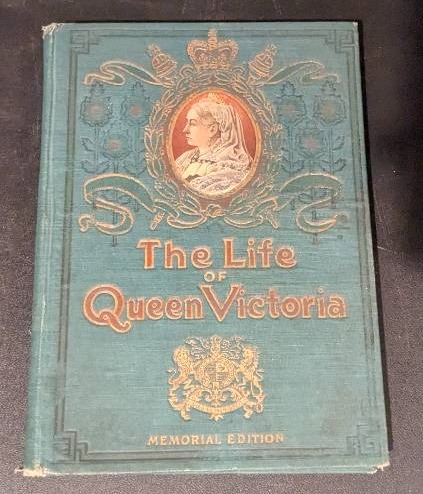 The Life
OF
Queen Victoria
MEMORIAL EDITION